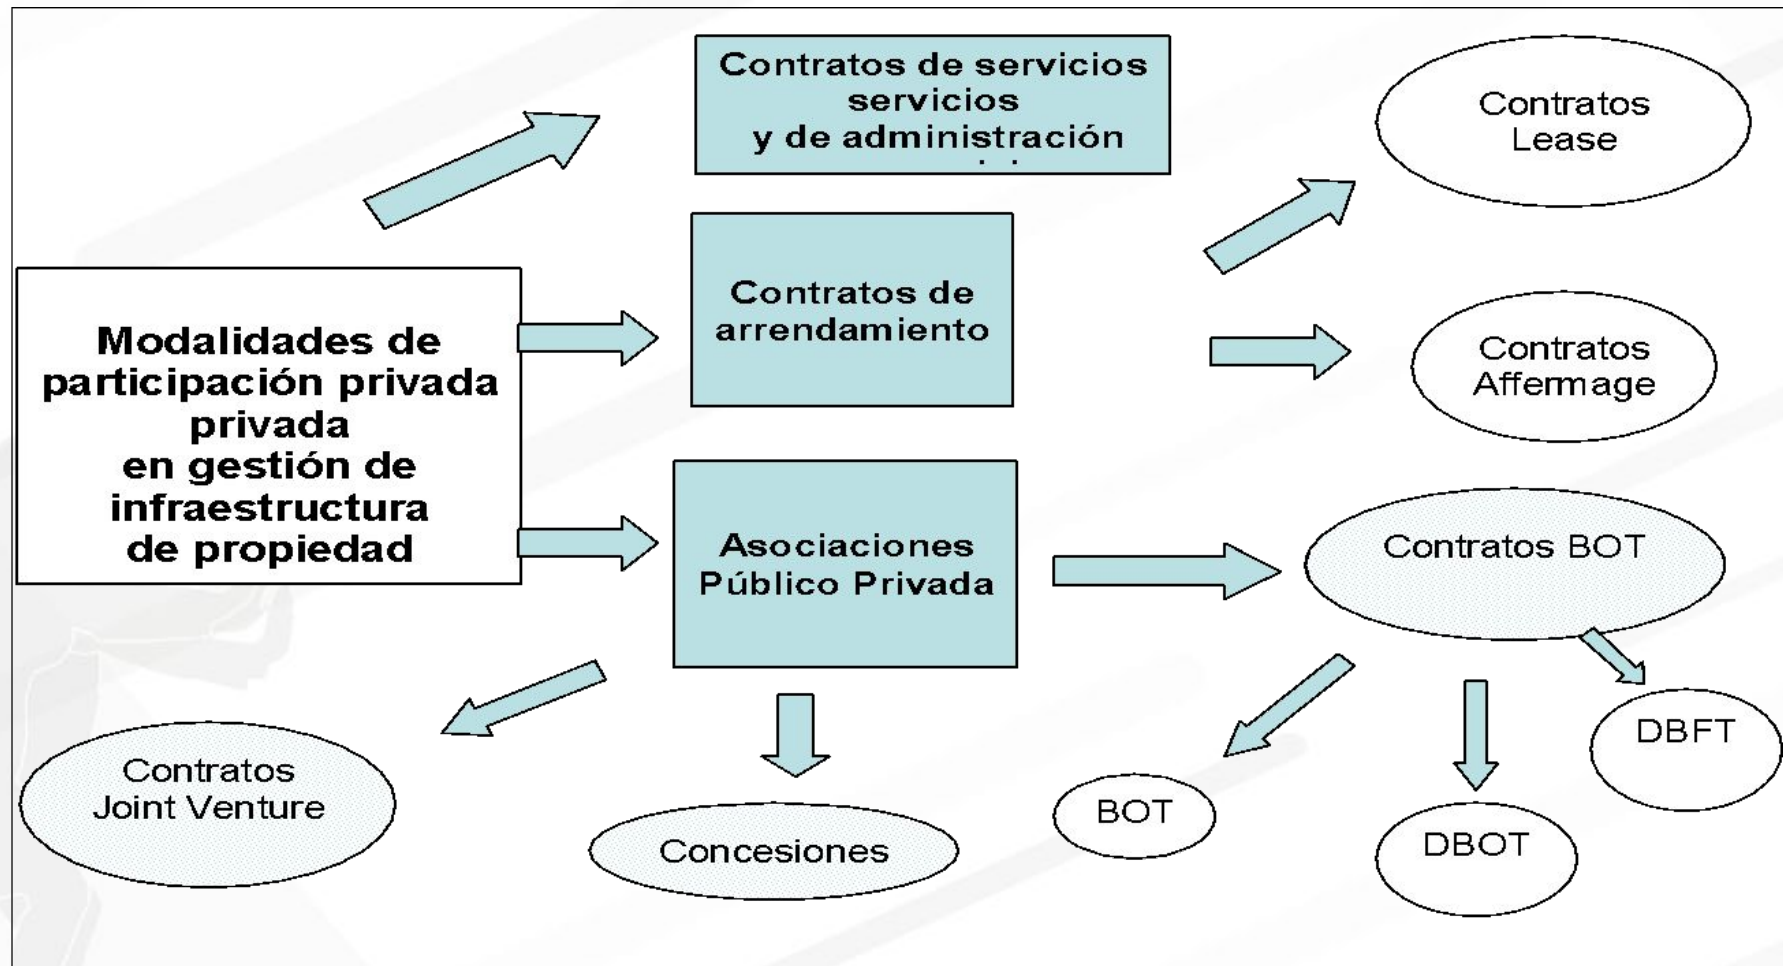 Contratos de servicios
servicios
y de administración
Contratos
Lease
Contratos de
arrendamiento
Modalidades de
participación privada
privada
en gestión de
infraestructura
de propiedad
Contratos
Affermage
Asociaciones
Público Privada
Contratos BOT
DBFT
Contratos
Joint Venture
Concesiones
BOT
DBOT